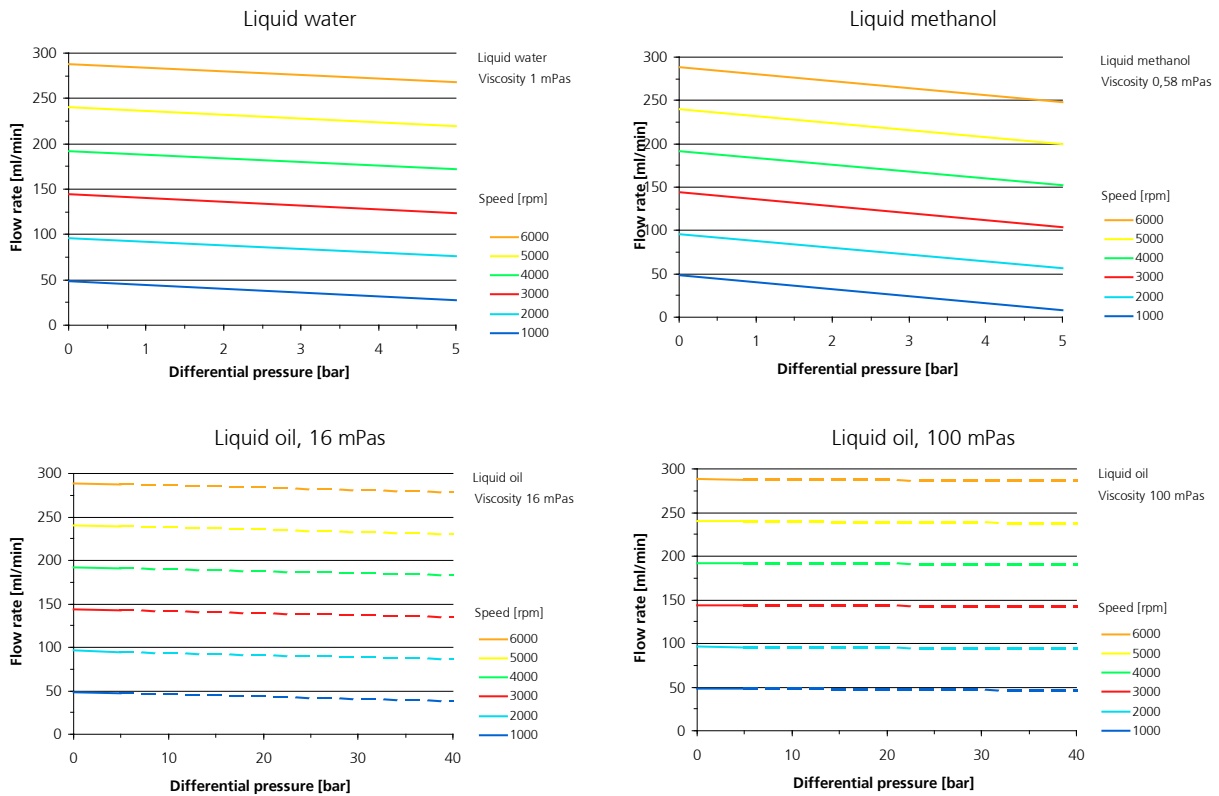 Liquid water
Liquid water
Viscosity 1 mPas
Flow rate [ml/min]
300
250
200
150
100
50
0
0 1 2 3 4 5
Differential pressure [bar]
Speed [rpm]
6000
5000
4000
3000
2000
1000
Liquid methanol
Liquid methanol
Viscosity 0,58 mPas
Flow rate [ml/min]
300
250
200
150
100
50
0
0 1 2 3 4 5
Differential pressure [bar]
Speed [rpm]
6000
5000
4000
3000
2000
1000
Liquid oil, 16 mPas
Liquid oil
Viscosity 16 mPas
Flow rate [ml/min]
300
250
200
150
100
50
0
0 10 20 30 40
Differential pressure [bar]
Speed [rpm]
6000
5000
4000
3000
2000
1000
Liquid oil, 100 mPas
Liquid oil
Viscosity 100 mPas
Flow rate [ml/min]
300
250
200
150
100
50
0
0 10 20 30 40
Differential pressure [bar]
Speed [rpm]
6000
5000
4000
3000
2000
1000